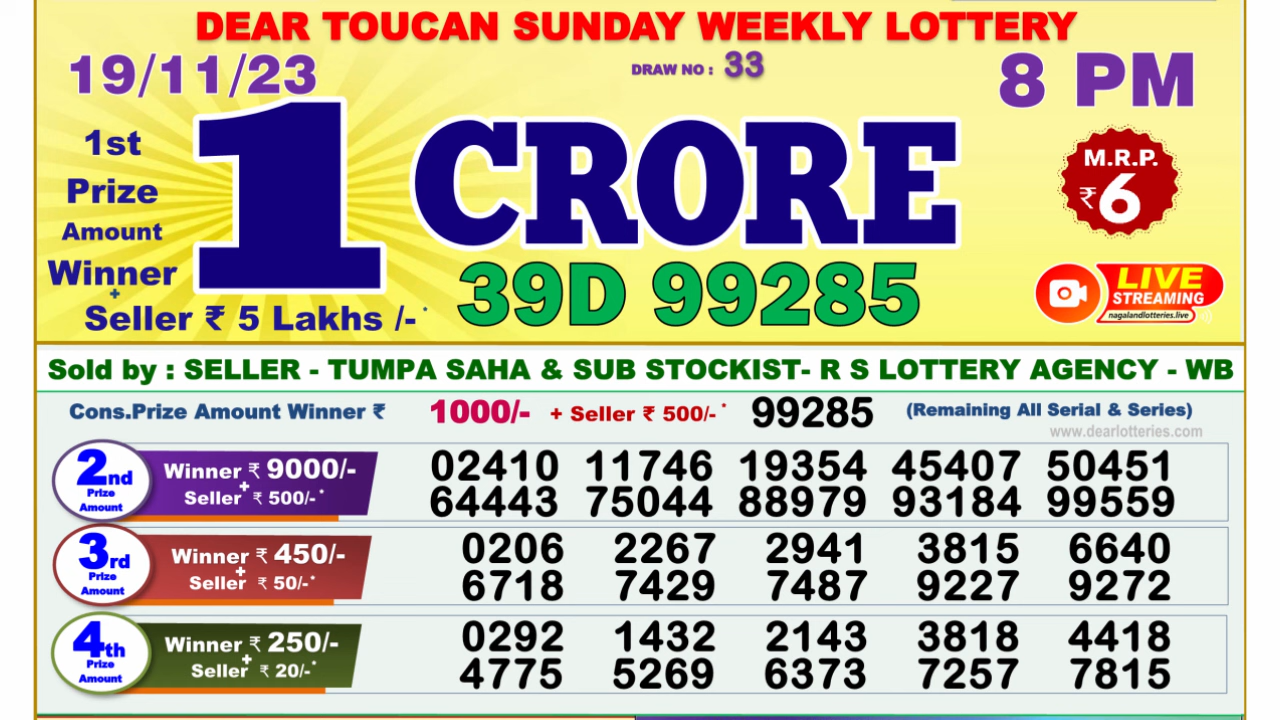 DEAR TOUCAN SUNDAY WEEKLY LOTTERY
19/11/23
DRAW NO : 33
8 PM
1st
Prize
Amount
Winner
+
Seller ₹ 5 Lakhs /- *
1 CRORE
39D 99285
M.R.P.
₹ 6
LIVE
STREAMING
nagalandlotteries.live
Sold by : SELLER - TUMPA SAHA & SUB STOCKIST- R S LOTTERY AGENCY - WB
Cons.Prize Amount Winner ₹ 1000/- + Seller ₹ 500/- * 99285 (Remaining All Serial & Series)
www.dearlotteries.com
2nd
Prize
Amount
Winner ₹ 9000/-
+
Seller ₹ 500/- *
02410 11746 19354 45407 50451
64443 75044 88979 93184 99559
3rd
Prize
Amount
Winner ₹ 450/-
+
Seller ₹ 50/- *
0206 2267 2941 3815 6640
6718 7429 7487 9227 9272
4th
Prize
Amount
Winner ₹ 250/-
+
Seller ₹ 20/- *
0292 1432 2143 3818 4418
4775 5269 6373 7257 7815